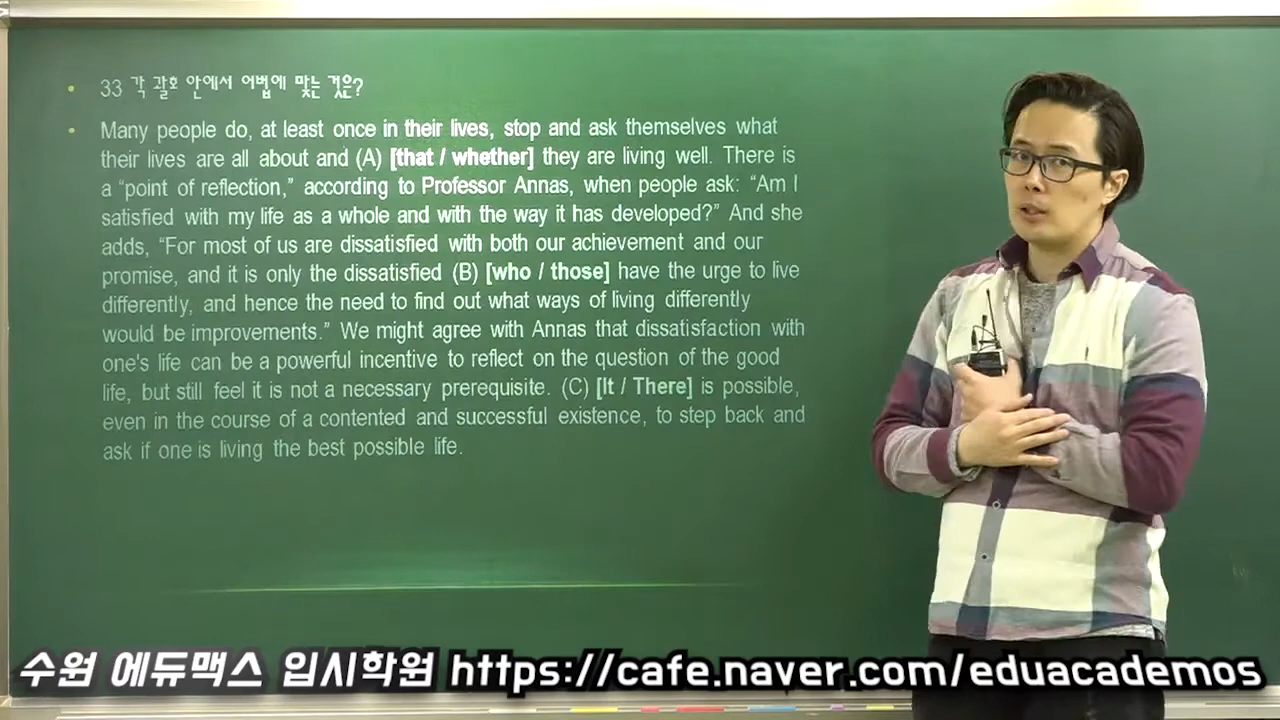 • 33 각 괄호 안에서 어법에 맞는 것은?
• Many people do, at least once in their lives, stop and ask themselves what
their lives are all about and (A) [that / whether] they are living well. There is
a “point of reflection,” according to Professor Annas, when people ask: “Am I
satisfied with my life as a whole and with the way it has developed?” And she
adds, “For most of us are dissatisfied with both our achievement and our
promise, and it is only the dissatisfied (B) [who / those] have the urge to live
differently, and hence the need to find out what ways of living differently
would be improvements.” We might agree with Annas that dissatisfaction with
one's life can be a powerful incentive to reflect on the question of the good
life, but still feel it is not a necessary prerequisite. (C) [It / There] is possible,
even in the course of a contented and successful existence, to step back and
ask if one is living the best possible life.
수원 에듀맥스 입시학원 https://cafe.naver.com/eduacademos